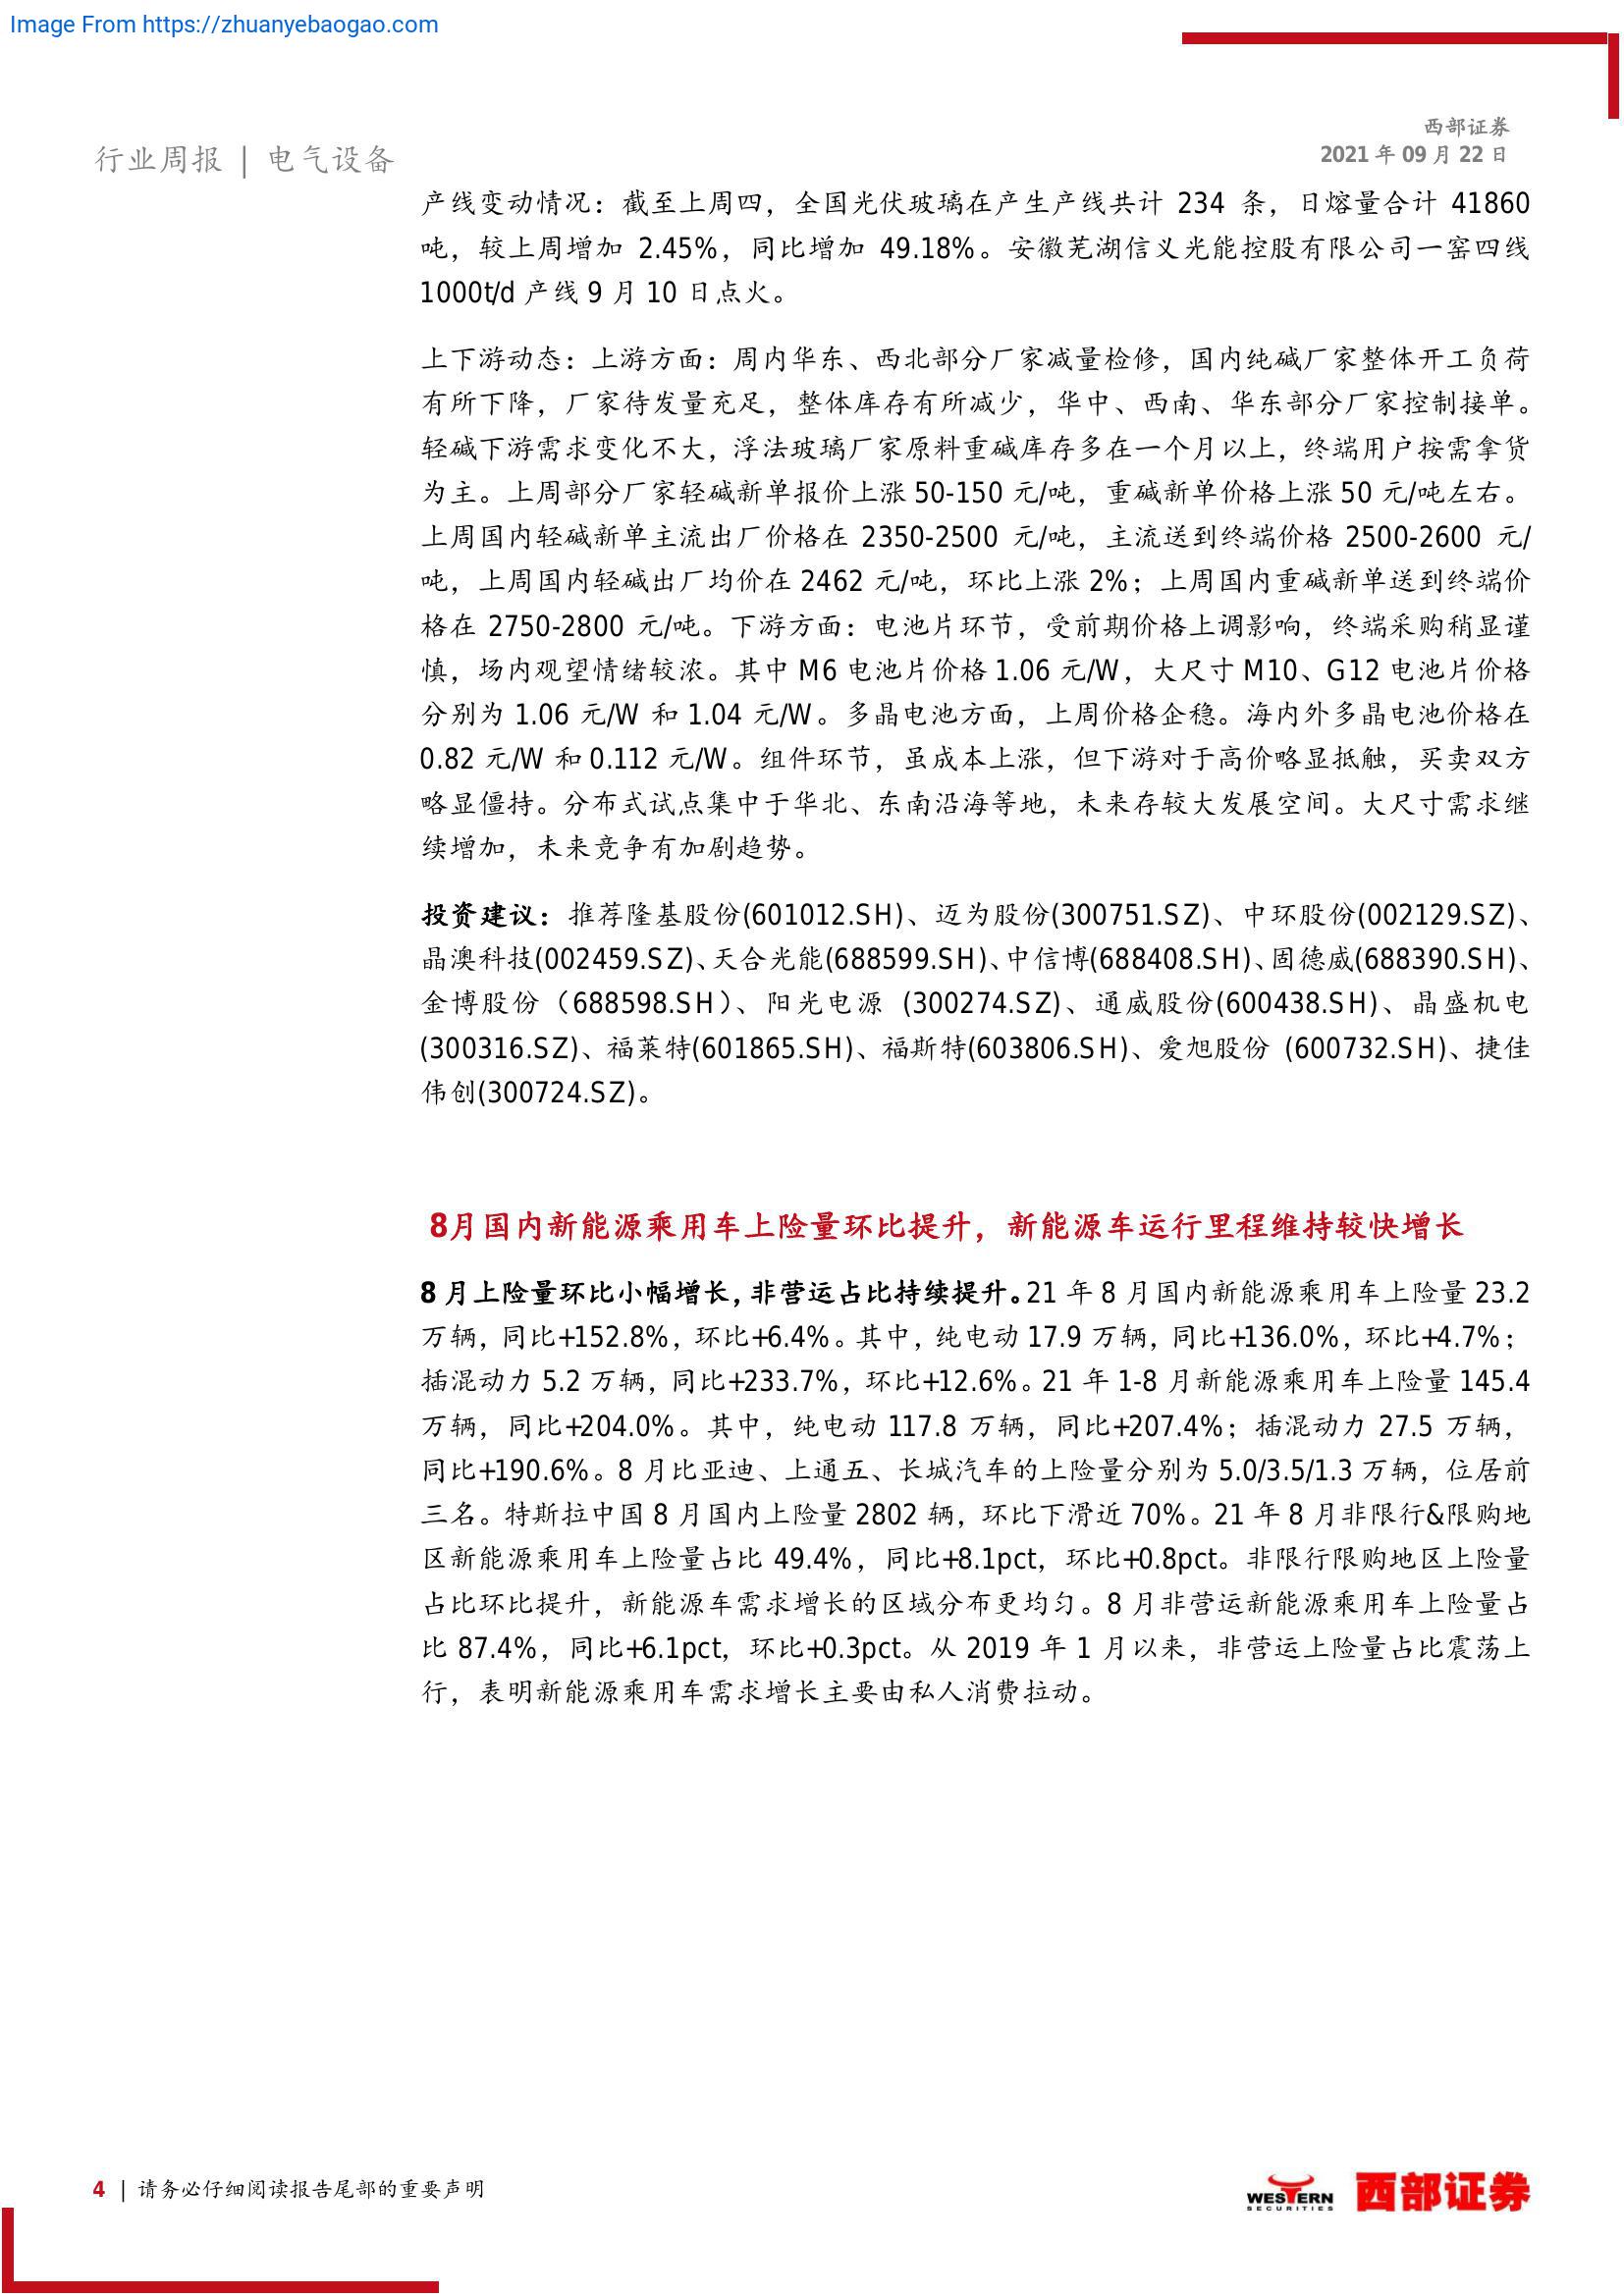 Image From https://zhuanyebaogao.com
西部证券
行业周报 | 电气设备
2021 年 09 月 22 日
产线变动情况：截至上周四，全国光伏玻璃在产生产线共计 234 条，日熔量合计 41860
吨，较上周增加 2.45%，同比增加 49.18%。安徽芜湖信义光能控股有限公司一窑四线
1000t/d 产线 9 月 10 日点火。
上下游动态：上游方面：周内华东、西北部分厂家减量检修，国内纯碱厂家整体开工负荷
有所下降，厂家待发量充足，整体库存有所减少，华中、西南、华东部分厂家控制接单。
轻碱下游需求变化不大，浮法玻璃厂家原料重碱库存多在一个月以上，终端用户按需拿货
为主。上周部分厂家轻碱新单报价上涨 50-150 元/吨，重碱新单价格上涨 50 元/吨左右。
上周国内轻碱新单主流出厂价格在 2350-2500 元/吨，主流送到终端价格 2500-2600 元/
吨，上周国内轻碱出厂均价在 2462 元/吨，环比上涨 2%；上周国内重碱新单送到终端价
格在 2750-2800 元/吨。下游方面：电池片环节，受前期价格上调影响，终端采购稍显谨
慎，场内观望情绪较浓。其中 M6 电池片价格 1.06 元/W，大尺寸 M10、G12 电池片价格
分别为 1.06 元/W 和 1.04 元/W。多晶电池方面，上周价格企稳。海内外多晶电池价格在
0.82 元/W 和 0.112 元/W。组件环节，虽成本上涨，但下游对于高价略显抵触，买卖双方
略显僵持。分布式试点集中于华北、东南沿海等地，未来存较大发展空间。大尺寸需求继
续增加，未来竞争有加剧趋势。
投资建议：推荐隆基股份(601012.SH)、迈为股份(300751.SZ)、中环股份(002129.SZ)、
晶澳科技(002459.SZ)、天合光能(688599.SH)、中信博(688408.SH)、固德威(688390.SH)、
金博股份（688598.SH）、阳光电源 (300274.SZ)、通威股份(600438.SH)、晶盛机电
(300316.SZ)、福莱特(601865.SH)、福斯特(603806.SH)、爱旭股份 (600732.SH)、捷佳
伟创(300724.SZ)。
8月国内新能源乘用车上险量环比提升，新能源车运行里程维持较快增长
8 月上险量环比小幅增长，非营运占比持续提升。21 年 8 月国内新能源乘用车上险量 23.2
万辆，同比+152.8%，环比+6.4%。其中，纯电动 17.9 万辆，同比+136.0%，环比+4.7%；
插混动力 5.2 万辆，同比+233.7%，环比+12.6%。21 年 1-8 月新能源乘用车上险量 145.4
万辆，同比+204.0%。其中，纯电动 117.8 万辆，同比+207.4%；插混动力 27.5 万辆，
同比+190.6%。8 月比亚迪、上通五、长城汽车的上险量分别为 5.0/3.5/1.3 万辆，位居前
三名。特斯拉中国 8 月国内上险量 2802 辆，环比下滑近 70%。21 年 8 月非限行&限购地
区新能源乘用车上险量占比 49.4%，同比+8.1pct，环比+0.8pct。非限行限购地区上险量
占比环比提升，新能源车需求增长的区域分布更均匀。8 月非营运新能源乘用车上险量占
比 87.4%，同比+6.1pct，环比+0.3pct。从 2019 年 1 月以来，非营运上险量占比震荡上
行，表明新能源乘用车需求增长主要由私人消费拉动。
4 | 请务必仔细阅读报告尾部的重要声明
WESTERN
SECURITIES
西部证券